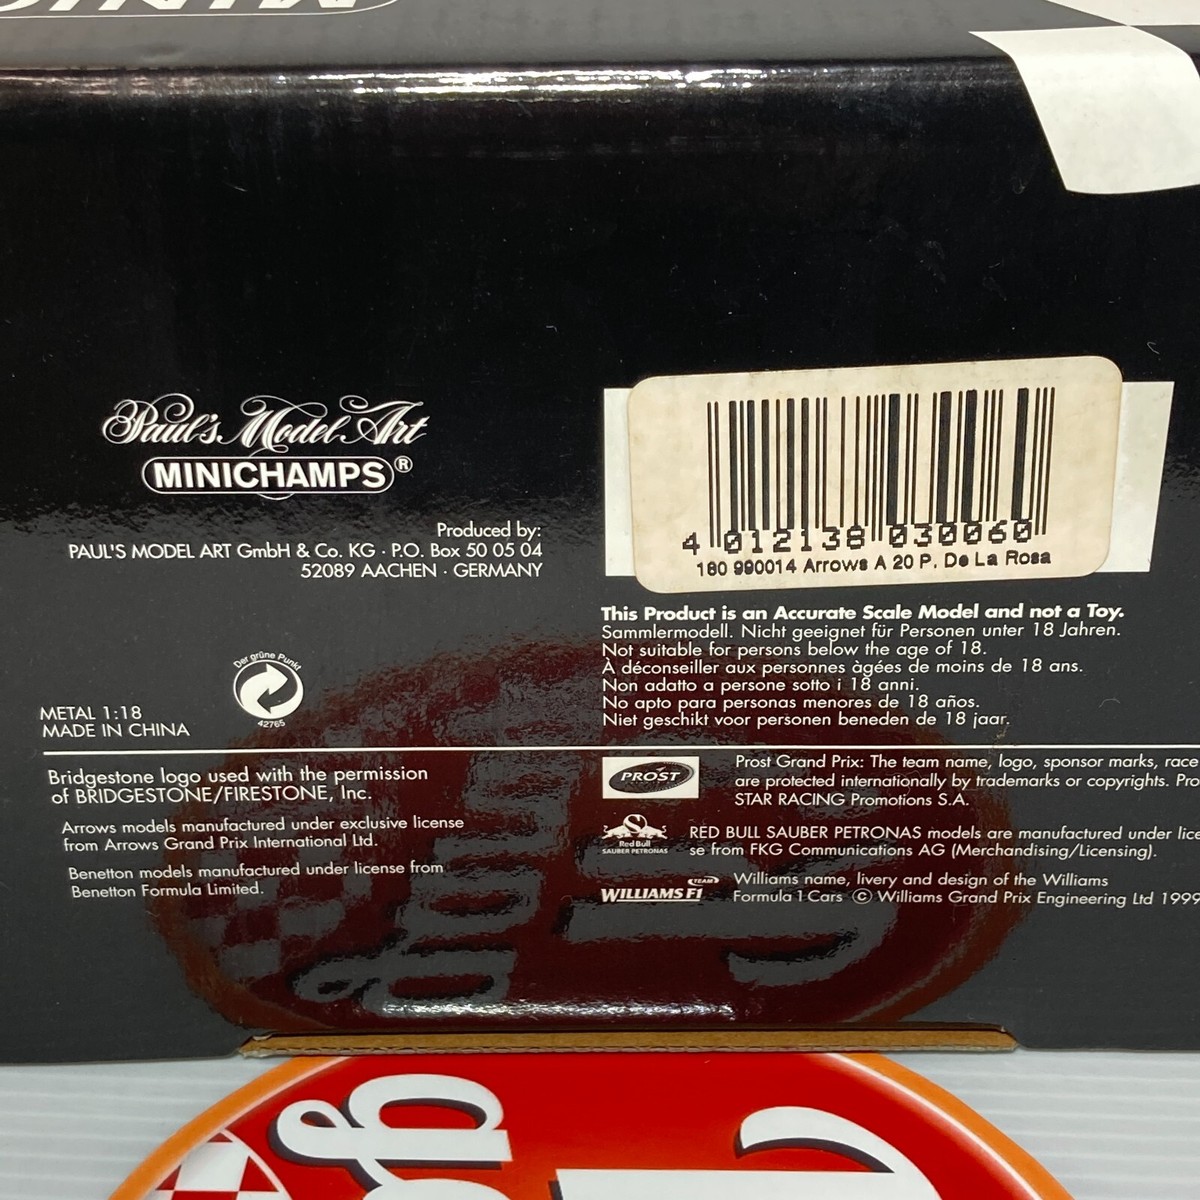 Paul's Model Art
MINICHAMPS®
Produced by:
PAUL'S MODEL ART GmbH & Co. KG · P.O. Box 50 05 04
52089 AACHEN · GERMANY
4 012138 030060
180 990014 Arrows A 20 P. De La Rosa
This Product is an Accurate Scale Model and not a Toy.
Sammlermodell. Nicht geeignet für Personen unter 18 Jahren.
Not suitable for persons below the age of 18.
À déconseiller aux personnes àgées de moins de 18 ans.
Non adatto a persone sotto i 18 anni.
No apto para personas menores de 18 años.
Niet geschikt voor personen beneden de 18 jaar.
Der grüne Punkt
42765
METAL 1:18
MADE IN CHINA
Bridgestone logo used with the permission
of BRIDGESTONE/FIRESTONE, Inc.
Arrows models manufactured under exclusive license
from Arrows Grand Prix International Ltd.
Benetton models manufactured under license from
Benetton Formula Limited.
PROST
Prost Grand Prix: The team name, logo, sponsor marks, race
are protected internationally by trademarks or copyrights. Pro
STAR RACING Promotions S.A.
Red Bull
SAUBER PETRONAS
RED BULL SAUBER PETRONAS models are manufactured under lice
se from FKG Communications AG (Merchandising/Licensing).
TEAM
WILLIAMS F1
Williams name, livery and design of the Williams
Formula 1 Cars © Williams Grand Prix Engineering Ltd 1999